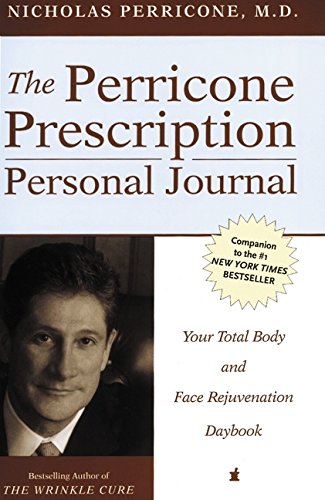 NICHOLAS PERRICONE, M.D.
The Perricone
Prescription
Personal Journal
Companion
to the #1
NEW YORK TIMES
BESTSELLER
Your Total Body
and
Face Rejuvenation
Daybook
Bestselling Author of
THE WRINKLE CURE